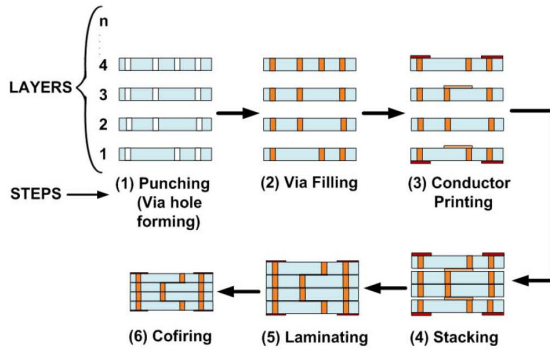 n
4
LAYERS
3
2
1
STEPS
(1) Punching
(Via hole
forming)
(2) Via Filling
(3) Conductor
Printing
(6) Cofiring
(5) Laminating
(4) Stacking